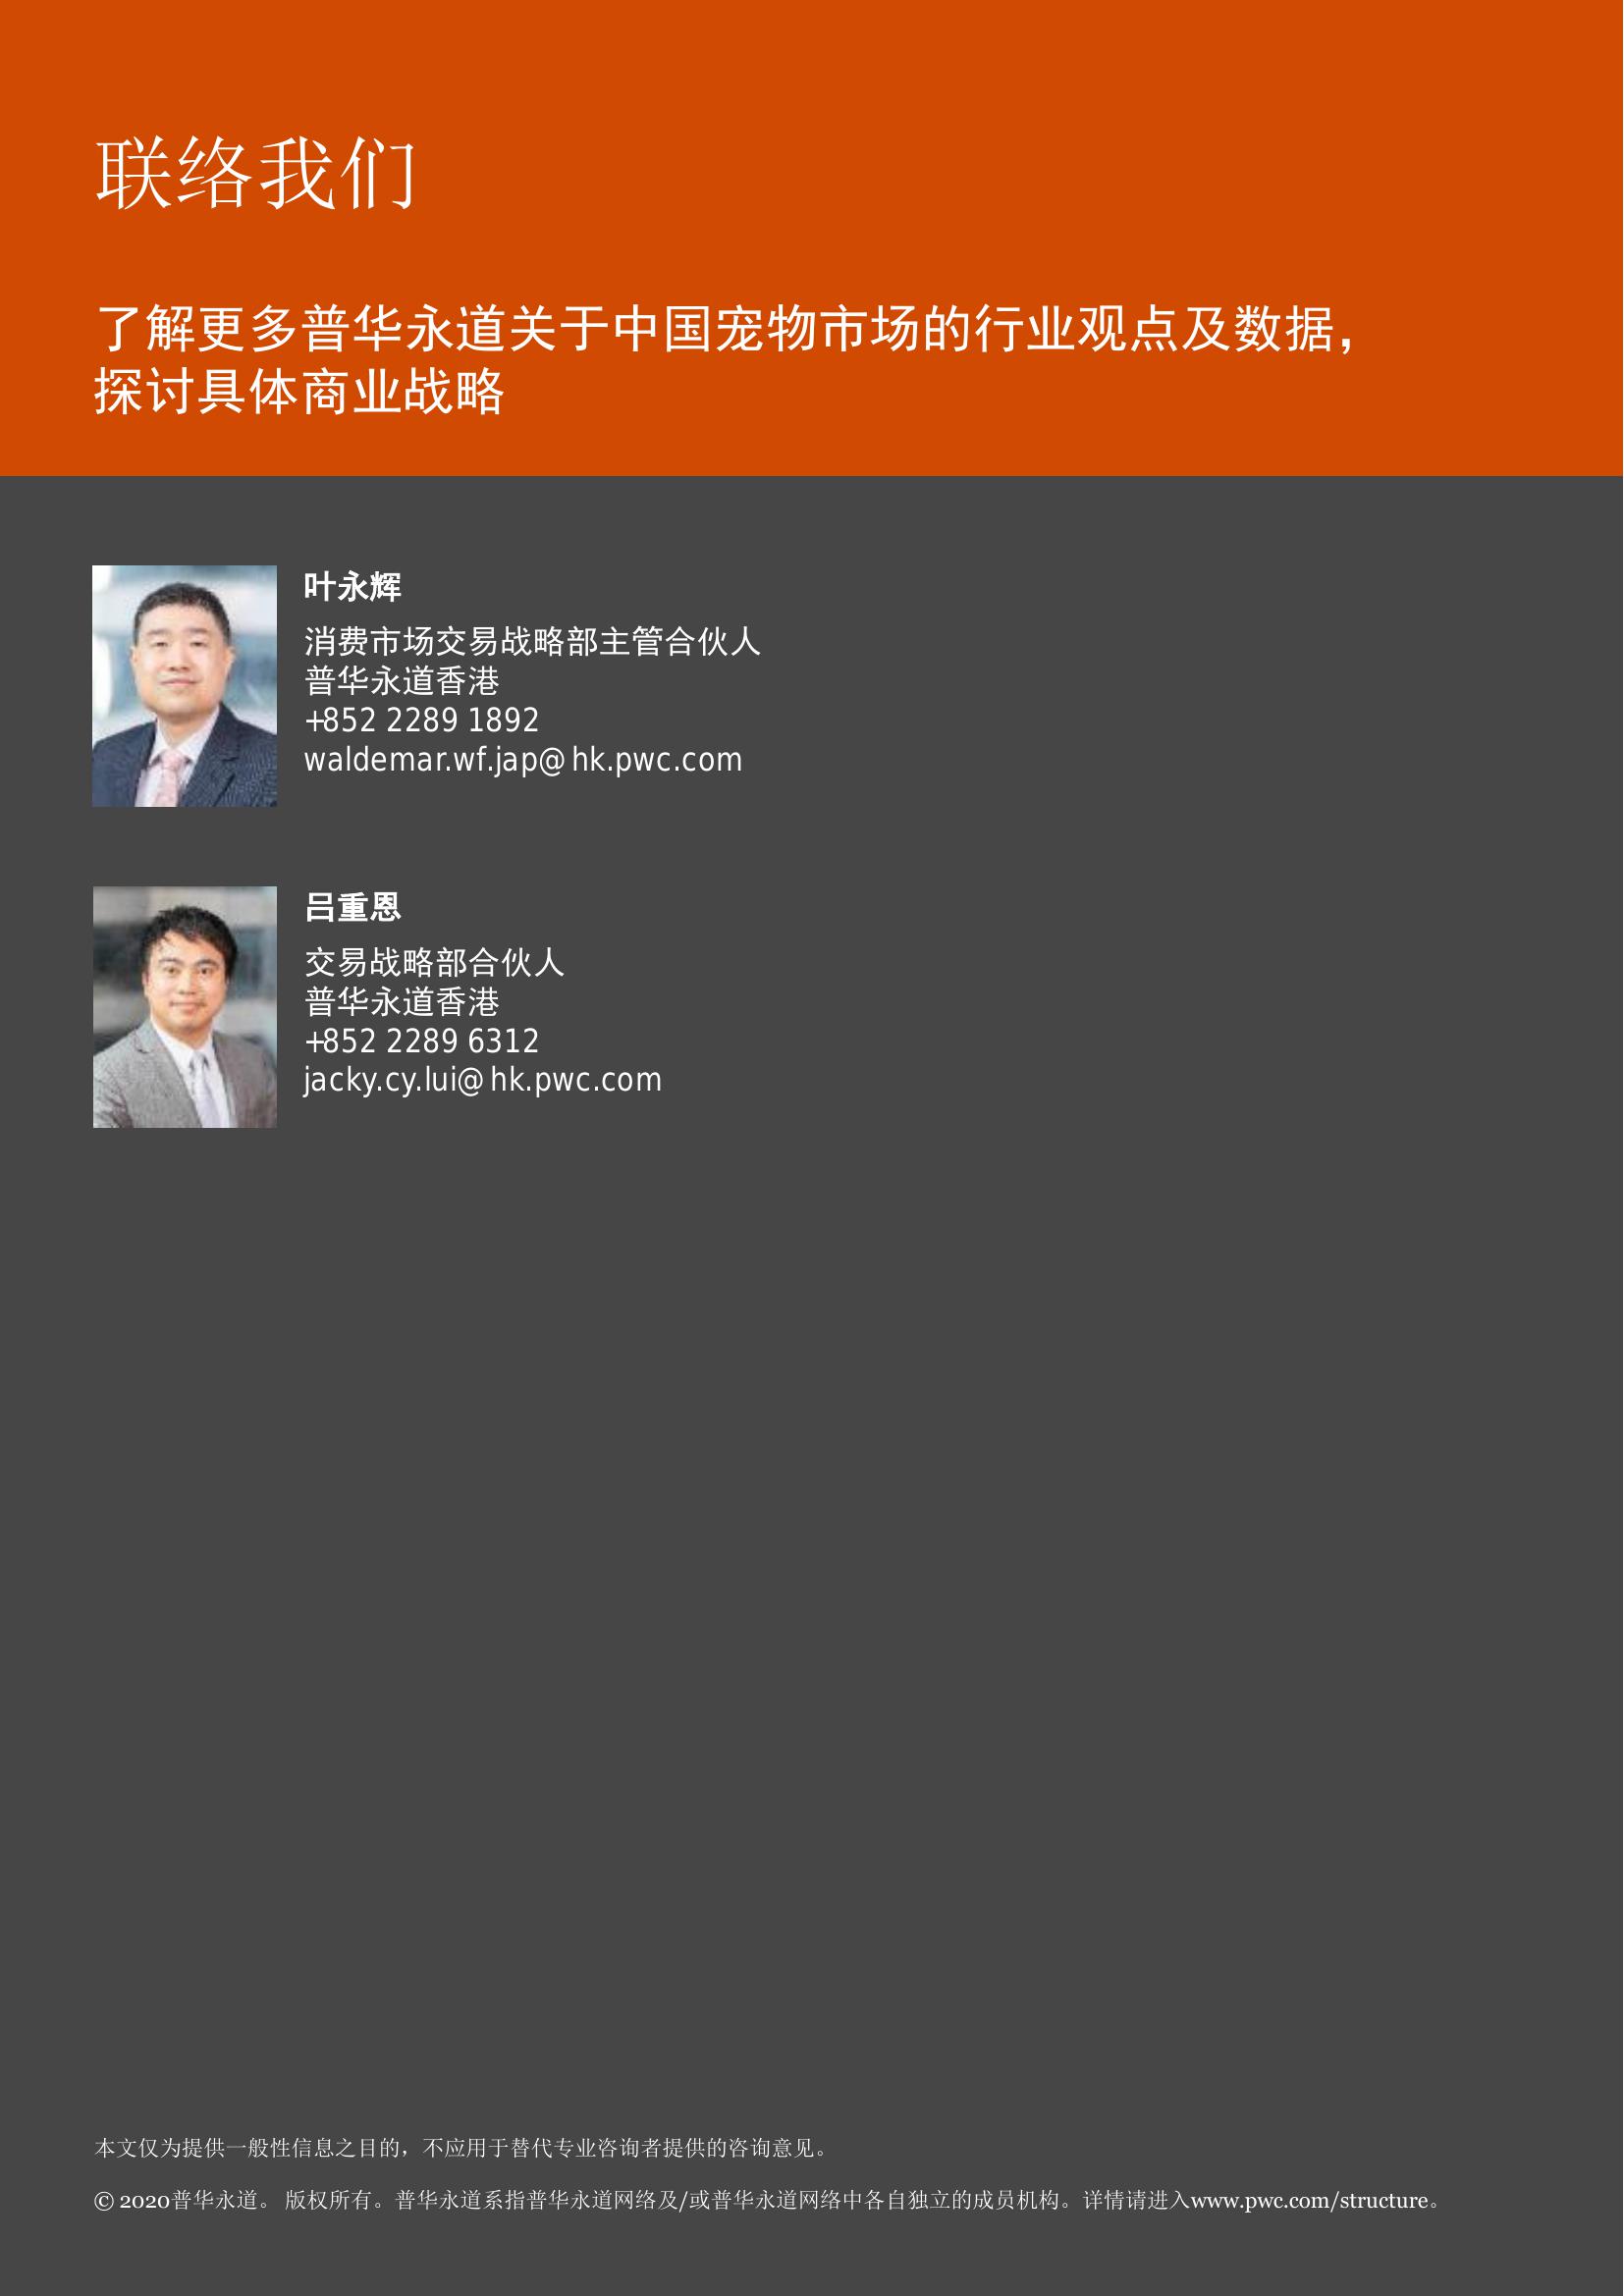 联络我们
了解更多普华永道关于中国宠物市场的行业观点及数据，
探讨具体商业战略
叶永辉
消费市场交易战略部主管合伙人
普华永道香港
+852 2289 1892
waldemar.wf.jap@hk.pwc.com
吕重恩
交易战略部合伙人
普华永道香港
+852 2289 6312
jacky.cy.lui@hk.pwc.com
本文仅为提供一般性信息之目的，不应用于替代专业咨询者提供的咨询意见。
© 2020普华永道。 版权所有。普华永道系指普华永道网络及/或普华永道网络中各自独立的成员机构。详情请进入www.pwc.com/structure。